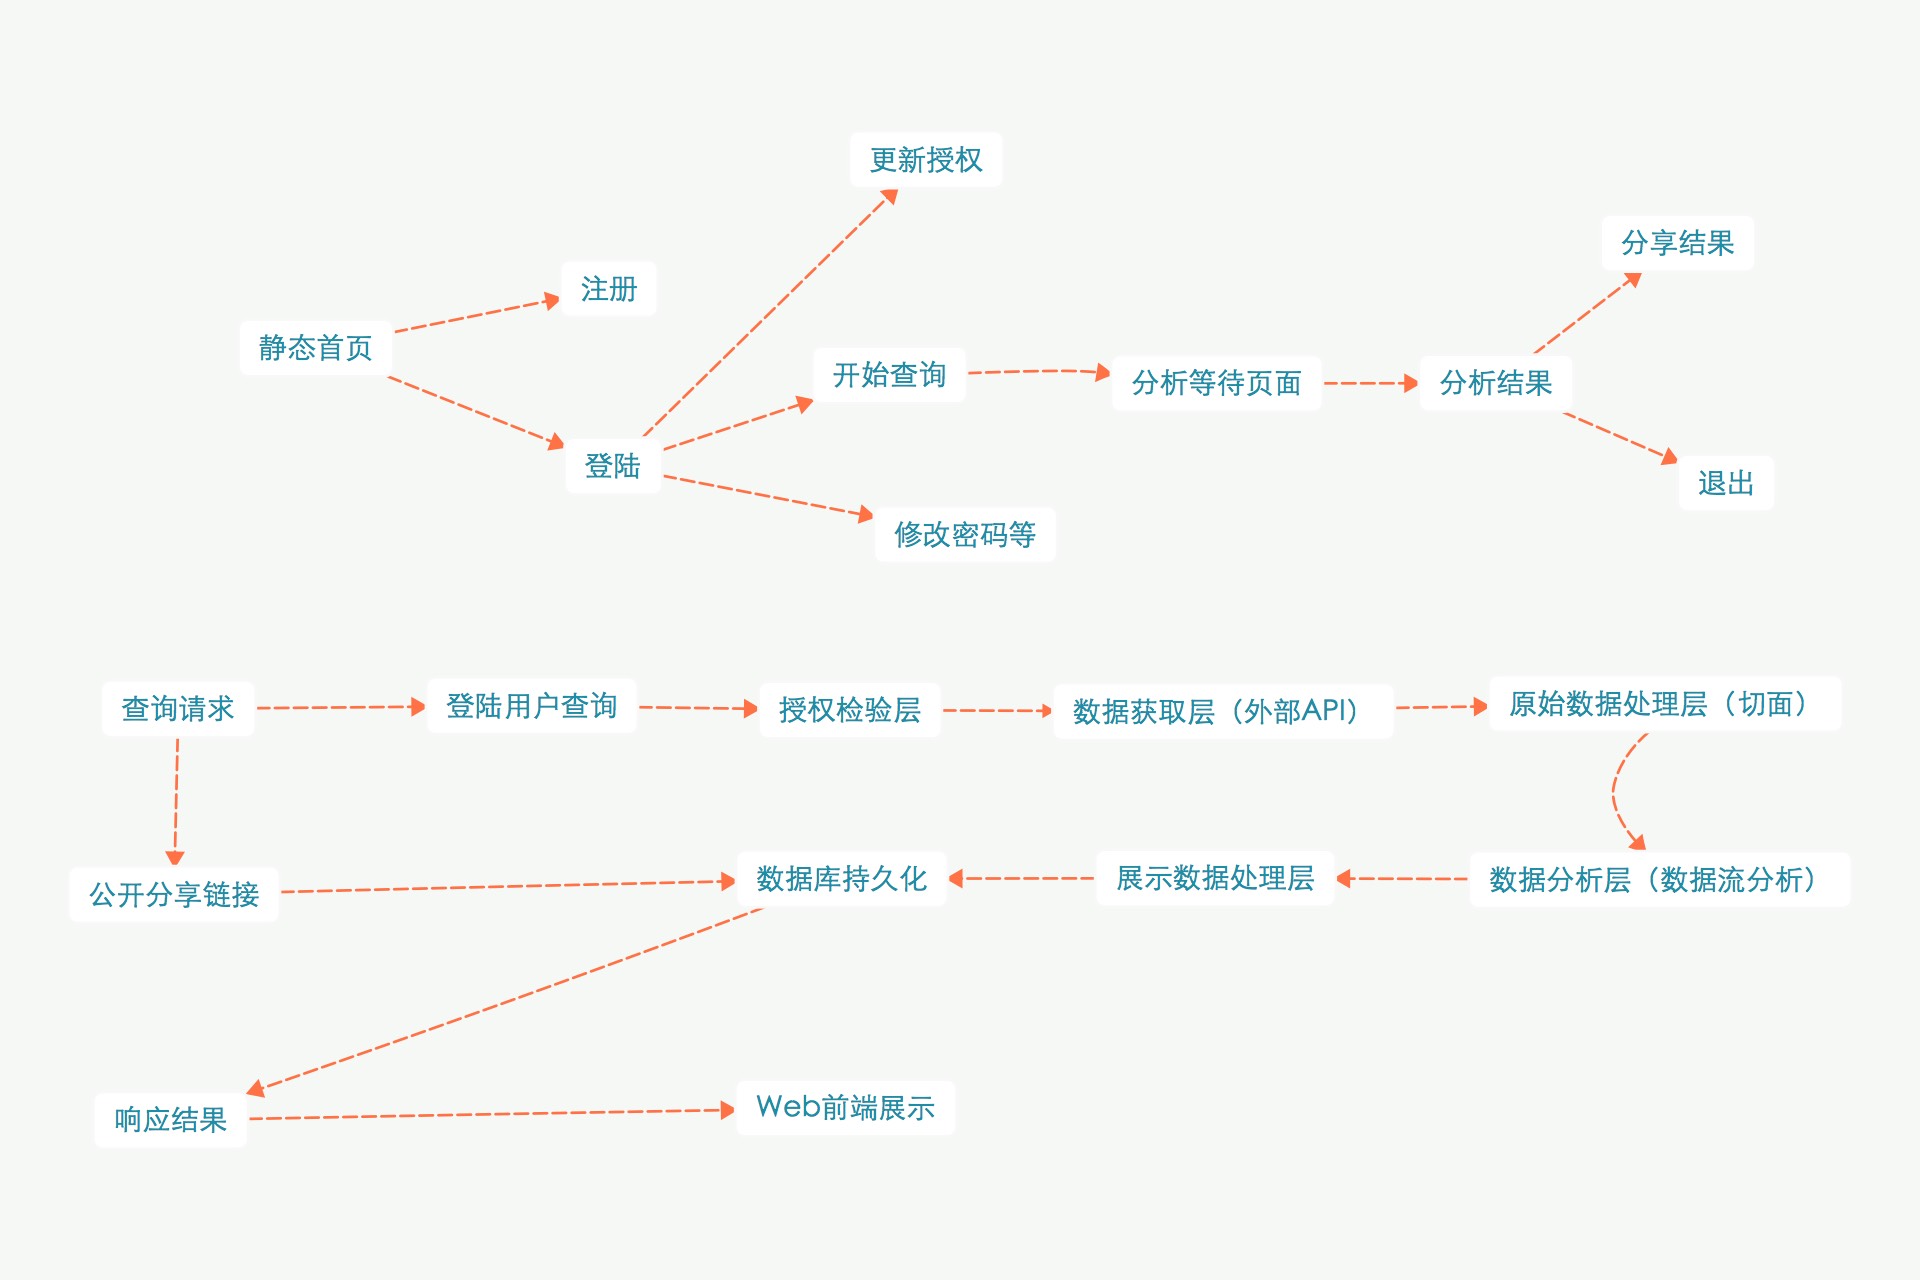 更新授权
分享结果
注册
静态首页
开始查询
分析等待页面
分析结果
登陆
退出
修改密码等
查询请求
登陆用户查询
授权检验层
数据获取层（外部API）
原始数据处理层（切面）
公开分享链接
数据库持久化
展示数据处理层
数据分析层（数据流分析）
响应结果
Web前端展示